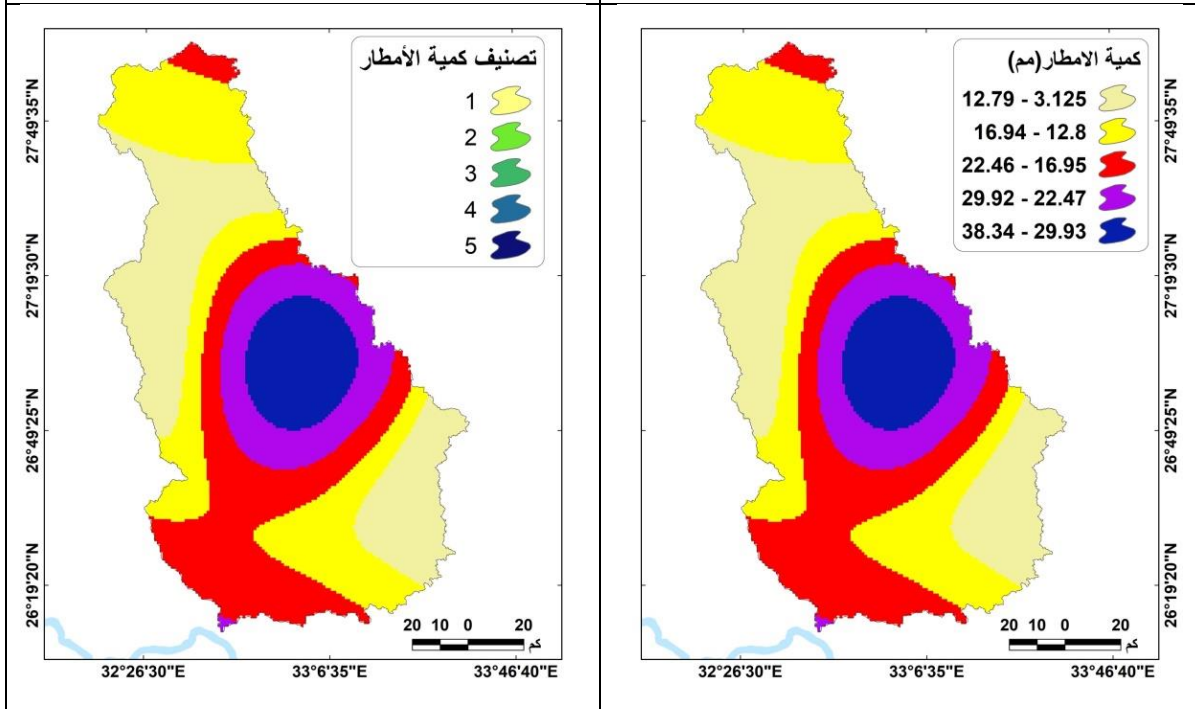 تصنيف كمية الأمطار
1
2
3
4
5
27°49'35"N
27°19'30"N
26°49'25"N
26°19'20"N
20 10 0 20
كم
32°26'30"E 33°6'35"E 33°46'40"E
كمية الامطار(مم)
12.79 - 3.125
16.94 - 12.8
22.46 - 16.95
29.92 - 22.47
38.34 - 29.93
27°49'35"N
27°19'30"N
26°49'25"N
26°19'20"N
20 10 0 20
كم
32°26'30"E 33°6'35"E 33°46'40"E